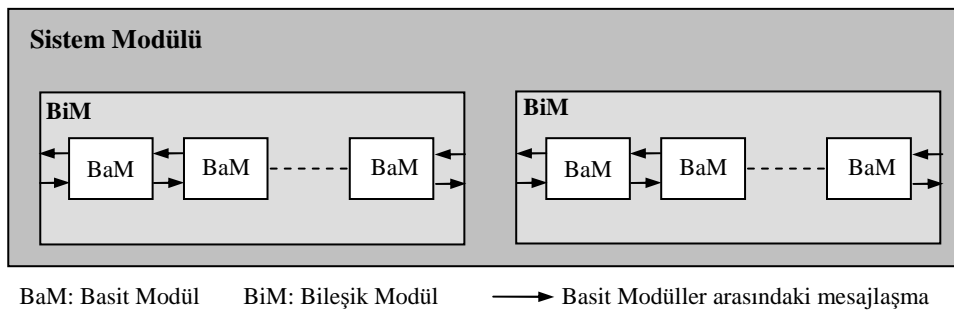 Sistem Modülü
BiM BiM
BaM BaM BaM BaM BaM BaM
BaM: Basit Modül BiM: Bileşik Modül Basit Modüller arasındaki mesajlaşma